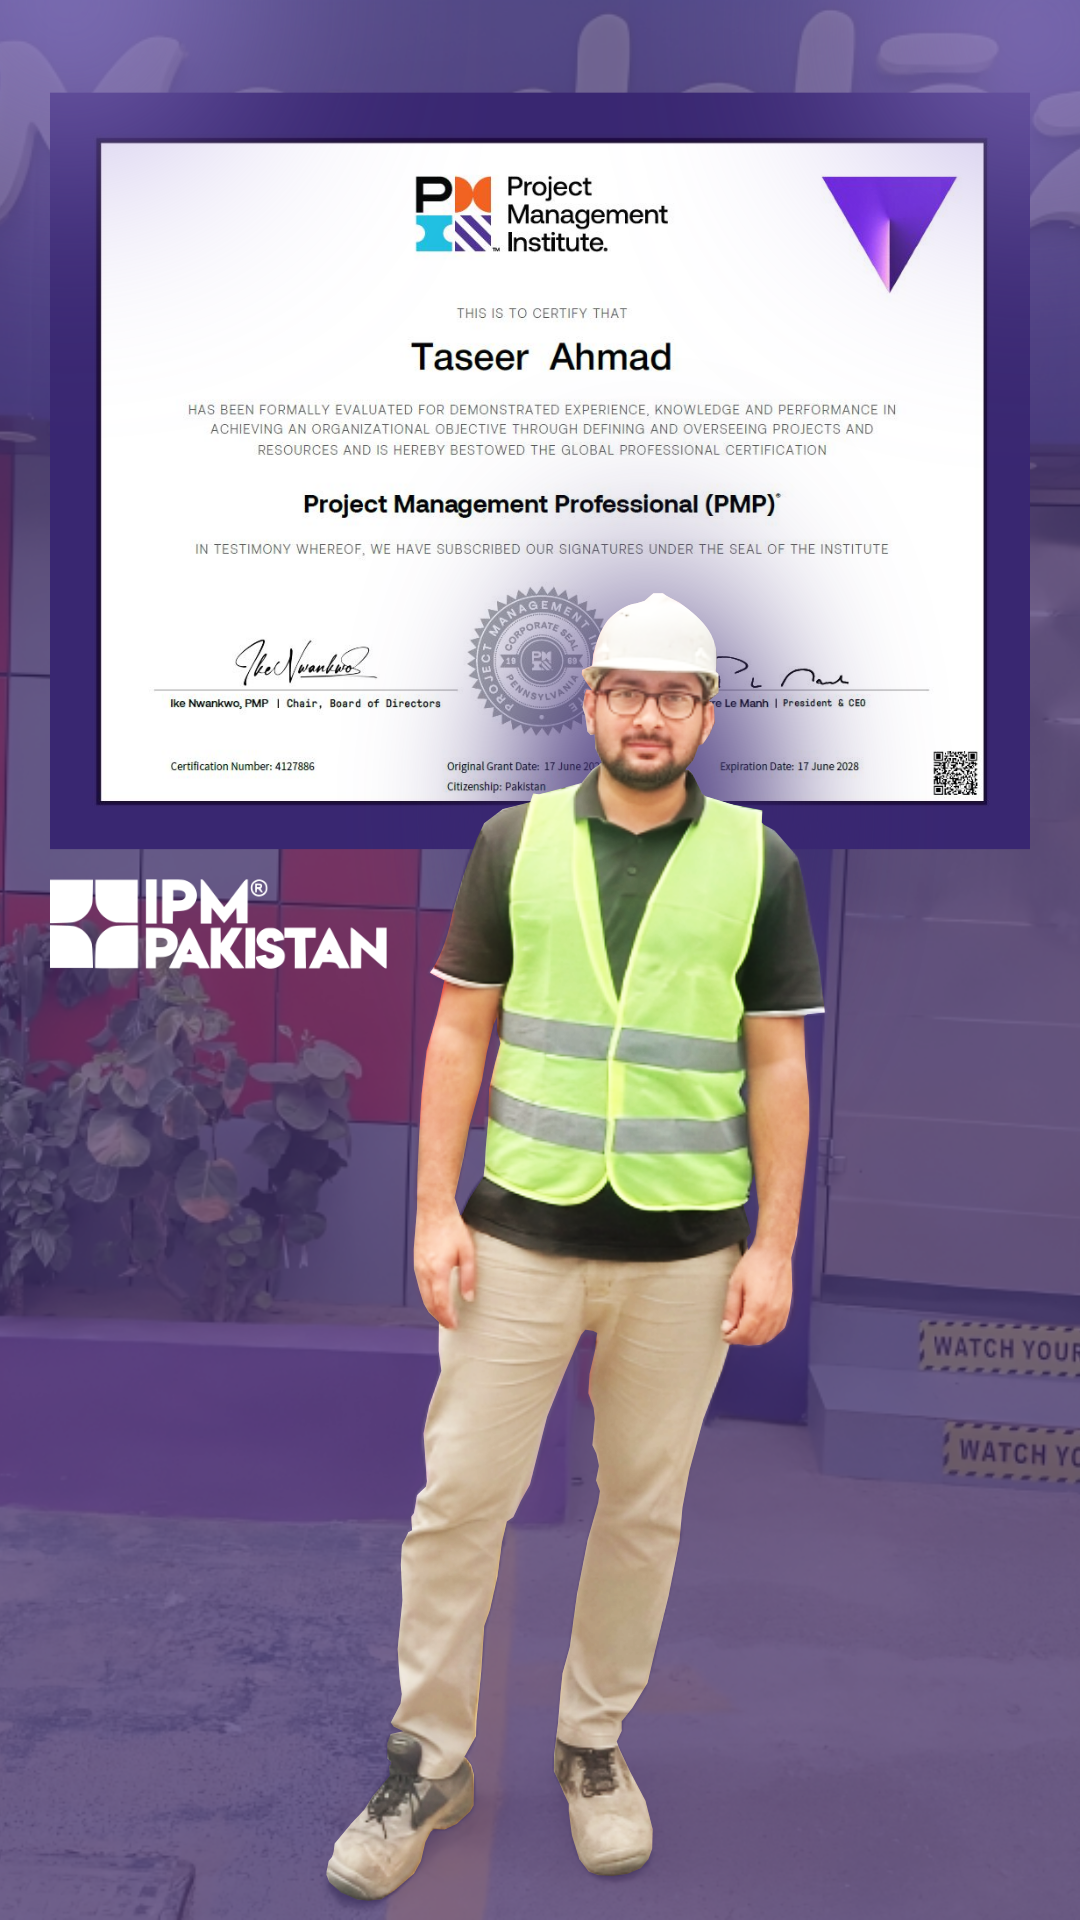 PMI™
Project
Management
Institute.
THIS IS TO CERTIFY THAT
Taseer Ahmad
HAS BEEN FORMALLY EVALUATED FOR DEMONSTRATED EXPERIENCE, KNOWLEDGE AND PERFORMANCE IN
ACHIEVING AN ORGANIZATIONAL OBJECTIVE THROUGH DEFINING AND OVERSEEING PROJECTS AND
RESOURCES AND IS HEREBY BESTOWED THE GLOBAL PROFESSIONAL CERTIFICATION
Project Management Professional (PMP)®
IN TESTIMONY WHEREOF, WE HAVE SUBSCRIBED OUR SIGNATURES UNDER THE SEAL OF THE INSTITUTE
PROJECT MANAGEMENT
CORPORATE SEAL
19 PMI 69
PENNSYLVANIA
Ike Nwankwo
Ike Nwankwo, PMP | Chair, Board of Directors
re Le Manh | President & CEO
Certification Number: 4127886
Original Grant Date: 17 June 20
Expiration Date: 17 June 2028
Citizenship: Pakistan
IPM®
PAKISTAN
WATCH YOUR
WATCH YO